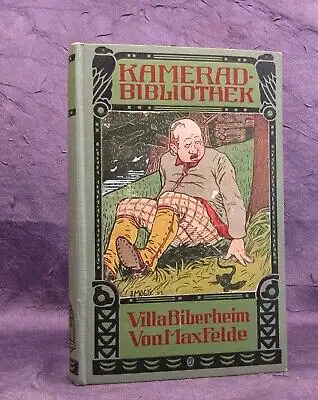 KAMERAD-
BIBLIOTHEK
Villa Biberheim
Von Max Felde